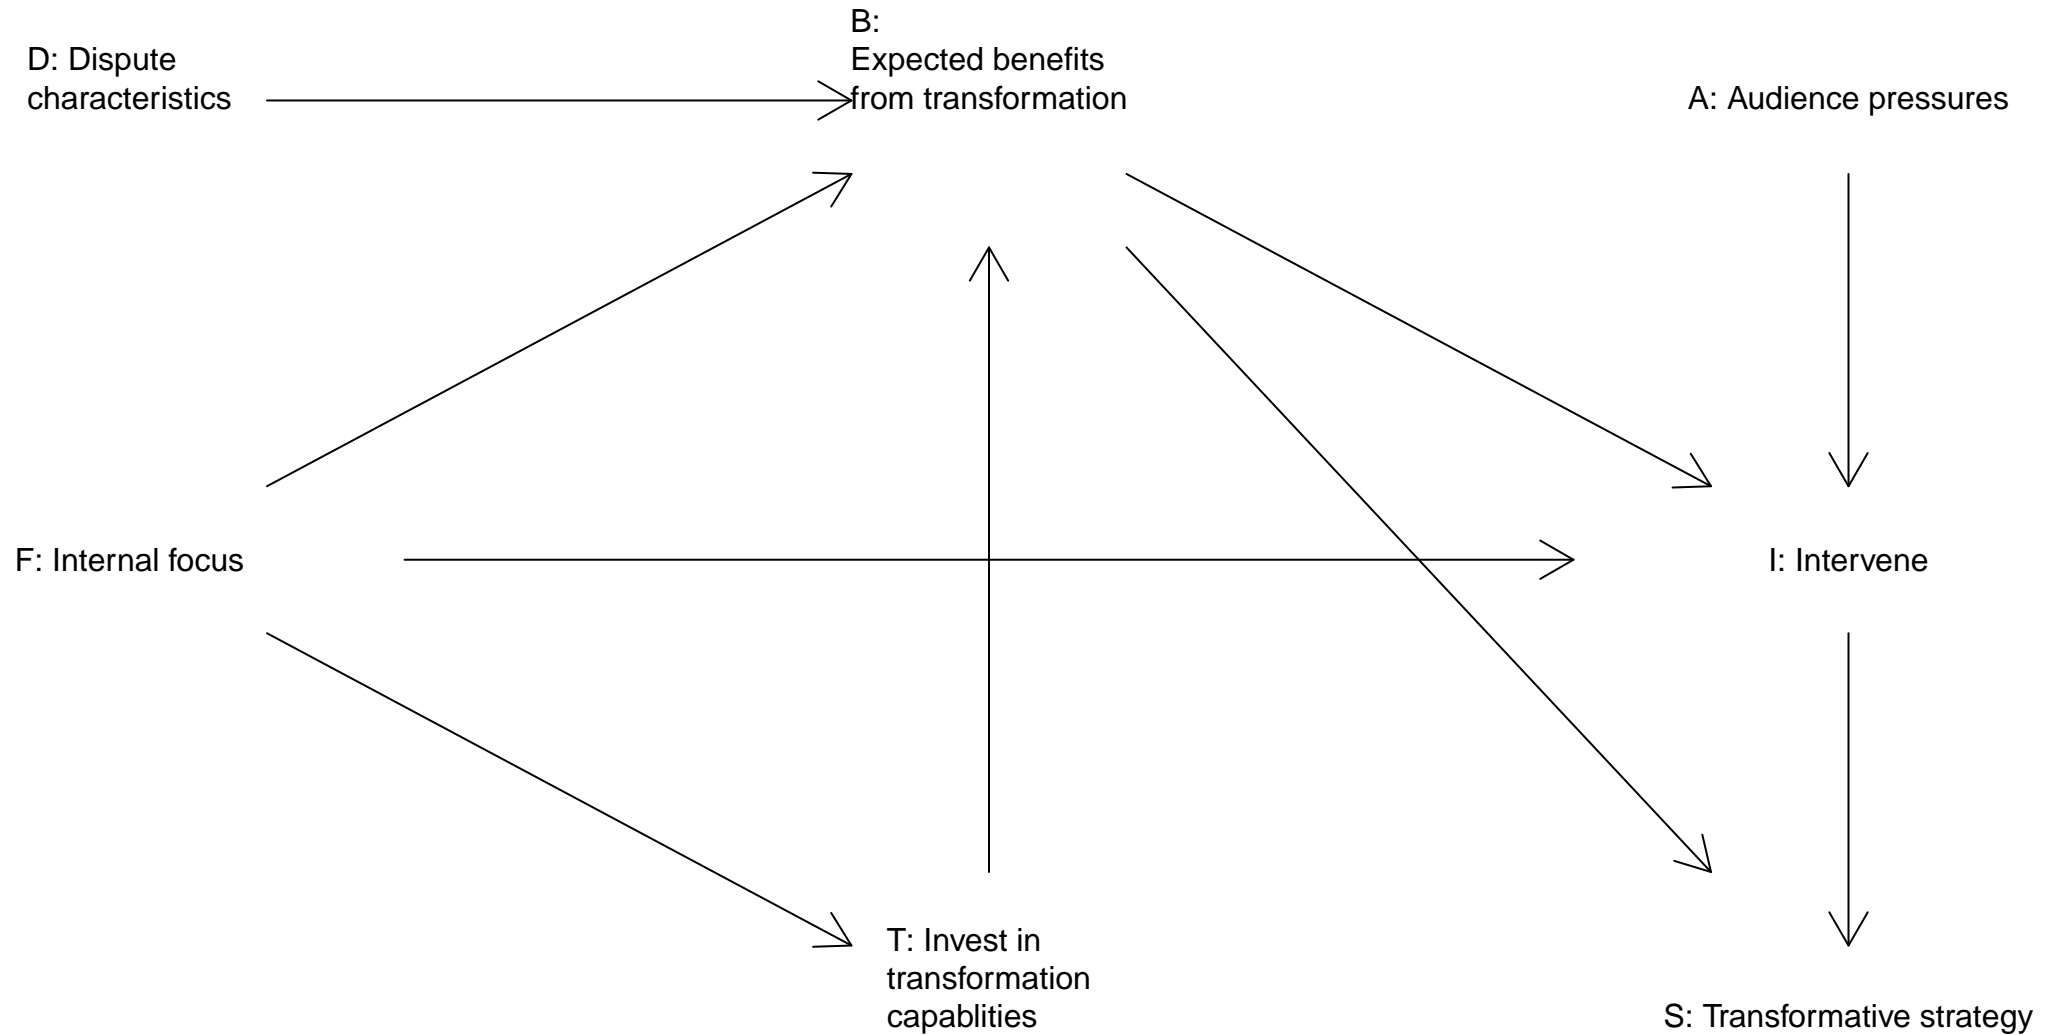 D: Dispute
characteristics
B:
Expected benefits
from transformation
A: Audience pressures
F: Internal focus
I: Intervene
T: Invest in
transformation
capablities
S: Transformative strategy